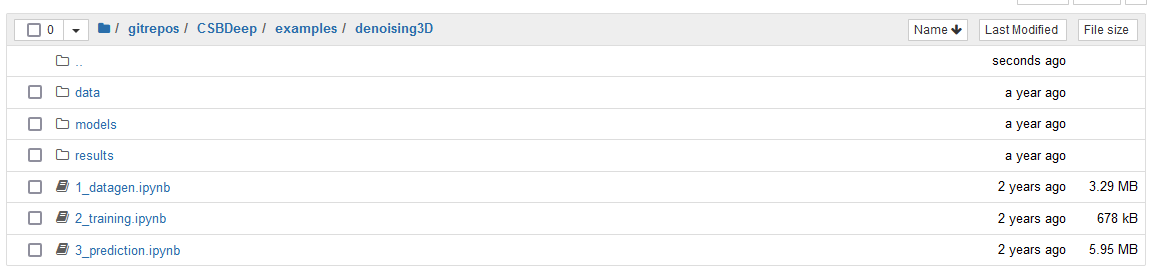 0 / gitrepos / CSBDeep / examples / denoising3D Name Last Modified File size
.. seconds ago
data a year ago
models a year ago
results a year ago
1_datagen.ipynb 2 years ago 3.29 MB
2_training.ipynb 2 years ago 678 kB
3_prediction.ipynb 2 years ago 5.95 MB